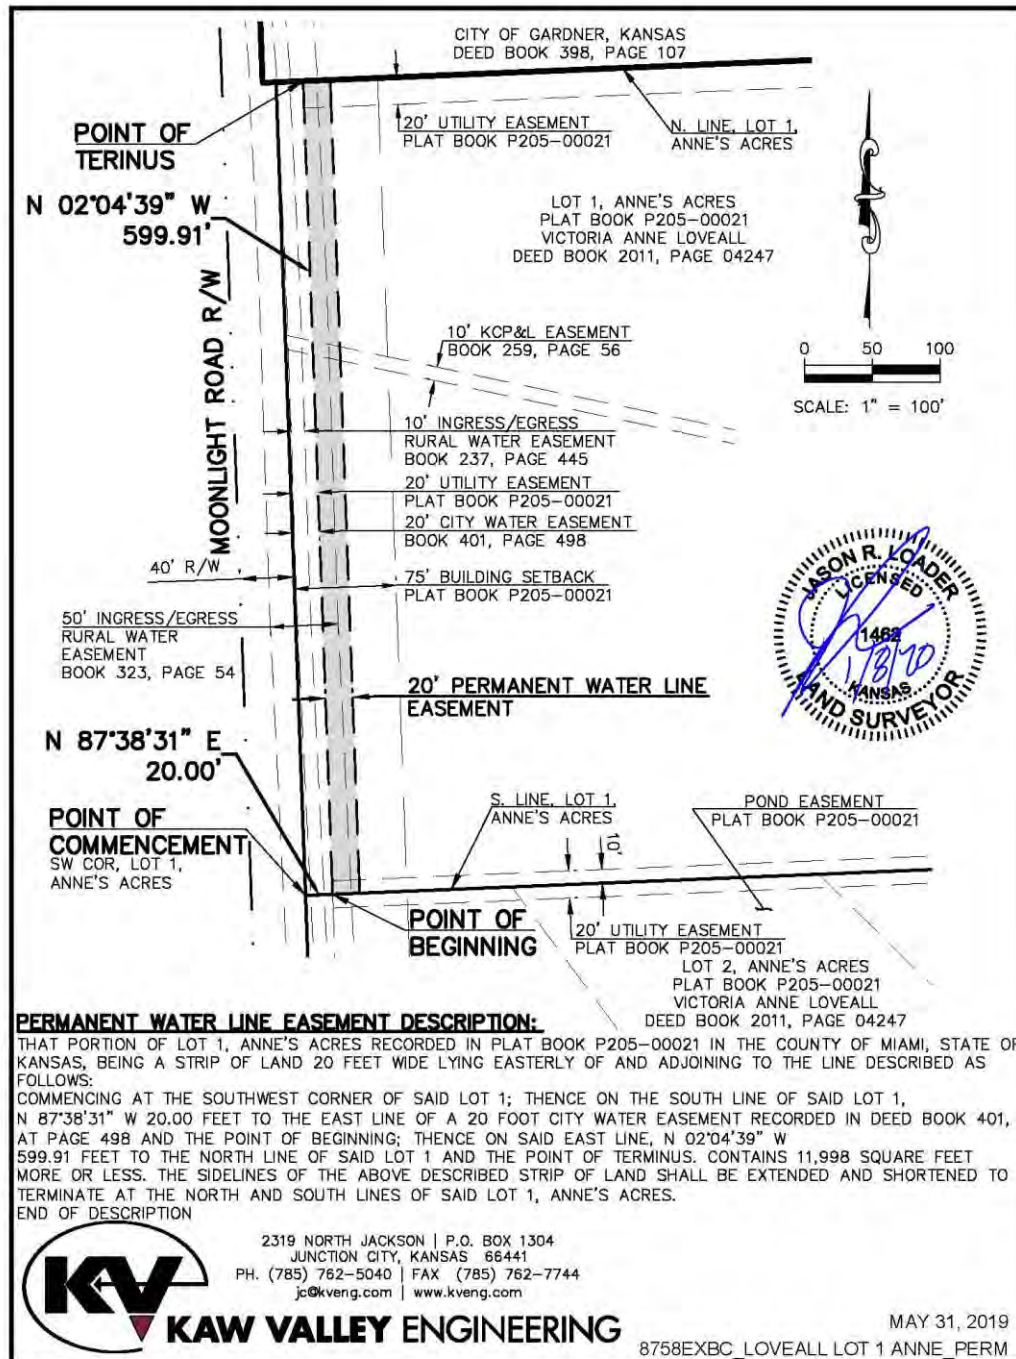 CITY OF GARDNER, KANSAS
DEED BOOK 398, PAGE 107
POINT OF
TERINUS
20' UTILITY EASEMENT
PLAT BOOK P205-00021
N. LINE, LOT 1,
ANNE'S ACRES
N 02°04'39" W
599.91'
LOT 1, ANNE'S ACRES
PLAT BOOK P205-00021
VICTORIA ANNE LOVEALL
DEED BOOK 2011, PAGE 04247
MOONLIGHT ROAD R/W
10' KCP&L EASEMENT
BOOK 259, PAGE 56
0 50 100
SCALE: 1" = 100'
10' INGRESS/EGRESS
RURAL WATER EASEMENT
BOOK 237, PAGE 445
20' UTILITY EASEMENT
PLAT BOOK P205-00021
20' CITY WATER EASEMENT
BOOK 401, PAGE 498
40' R/W
75' BUILDING SETBACK
PLAT BOOK P205-00021
50' INGRESS/EGRESS
RURAL WATER
EASEMENT
BOOK 323, PAGE 54
JASON R. LOADER
LICENSED
1462
1/8/20
KANSAS
LAND SURVEYOR
20' PERMANENT WATER LINE
EASEMENT
N 87°38'31" E
20.00'
POINT OF
COMMENCEMENT
SW COR, LOT 1,
ANNE'S ACRES
S. LINE, LOT 1,
ANNE'S ACRES
10'
POND EASEMENT
PLAT BOOK P205-00021
POINT OF
BEGINNING
20' UTILITY EASEMENT
PLAT BOOK P205-00021
LOT 2, ANNE'S ACRES
PLAT BOOK P205-00021
VICTORIA ANNE LOVEALL
DEED BOOK 2011, PAGE 04247
PERMANENT WATER LINE EASEMENT DESCRIPTION:
THAT PORTION OF LOT 1, ANNE'S ACRES RECORDED IN PLAT BOOK P205-00021 IN THE COUNTY OF MIAMI, STATE OF
KANSAS, BEING A STRIP OF LAND 20 FEET WIDE LYING EASTERLY OF AND ADJOINING TO THE LINE DESCRIBED AS
FOLLOWS:
COMMENCING AT THE SOUTHWEST CORNER OF SAID LOT 1; THENCE ON THE SOUTH LINE OF SAID LOT 1,
N 87°38'31" W 20.00 FEET TO THE EAST LINE OF A 20 FOOT CITY WATER EASEMENT RECORDED IN DEED BOOK 401,
AT PAGE 498 AND THE POINT OF BEGINNING; THENCE ON SAID EAST LINE, N 02°04'39" W
599.91 FEET TO THE NORTH LINE OF SAID LOT 1 AND THE POINT OF TERMINUS. CONTAINS 11,998 SQUARE FEET
MORE OR LESS. THE SIDELINES OF THE ABOVE DESCRIBED STRIP OF LAND SHALL BE EXTENDED AND SHORTENED TO
TERMINATE AT THE NORTH AND SOUTH LINES OF SAID LOT 1, ANNE'S ACRES.
END OF DESCRIPTION
2319 NORTH JACKSON | P.O. BOX 1304
JUNCTION CITY, KANSAS 66441
PH. (785) 762-5040 | FAX (785) 762-7744
jc@kveng.com | www.kveng.com
KV
KAW VALLEY ENGINEERING
MAY 31, 2019
8758EXBC_LOVEALL LOT 1 ANNE_PERM